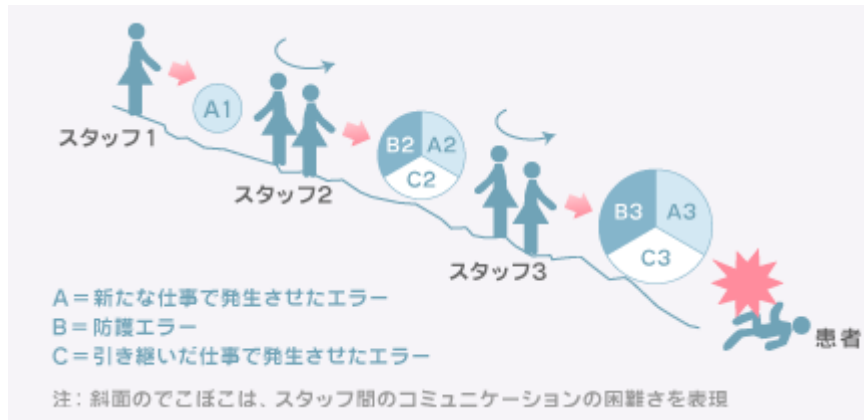 スタッフ1
A1
スタッフ2
B2 A2
C2
スタッフ3
B3 A3
C3
患者
A=新たな仕事で発生させたエラー
B=防護エラー
C=引き継いだ仕事で発生させたエラー
注：斜面のでこぼこは、スタッフ間のコミュニケーションの困難さを表現